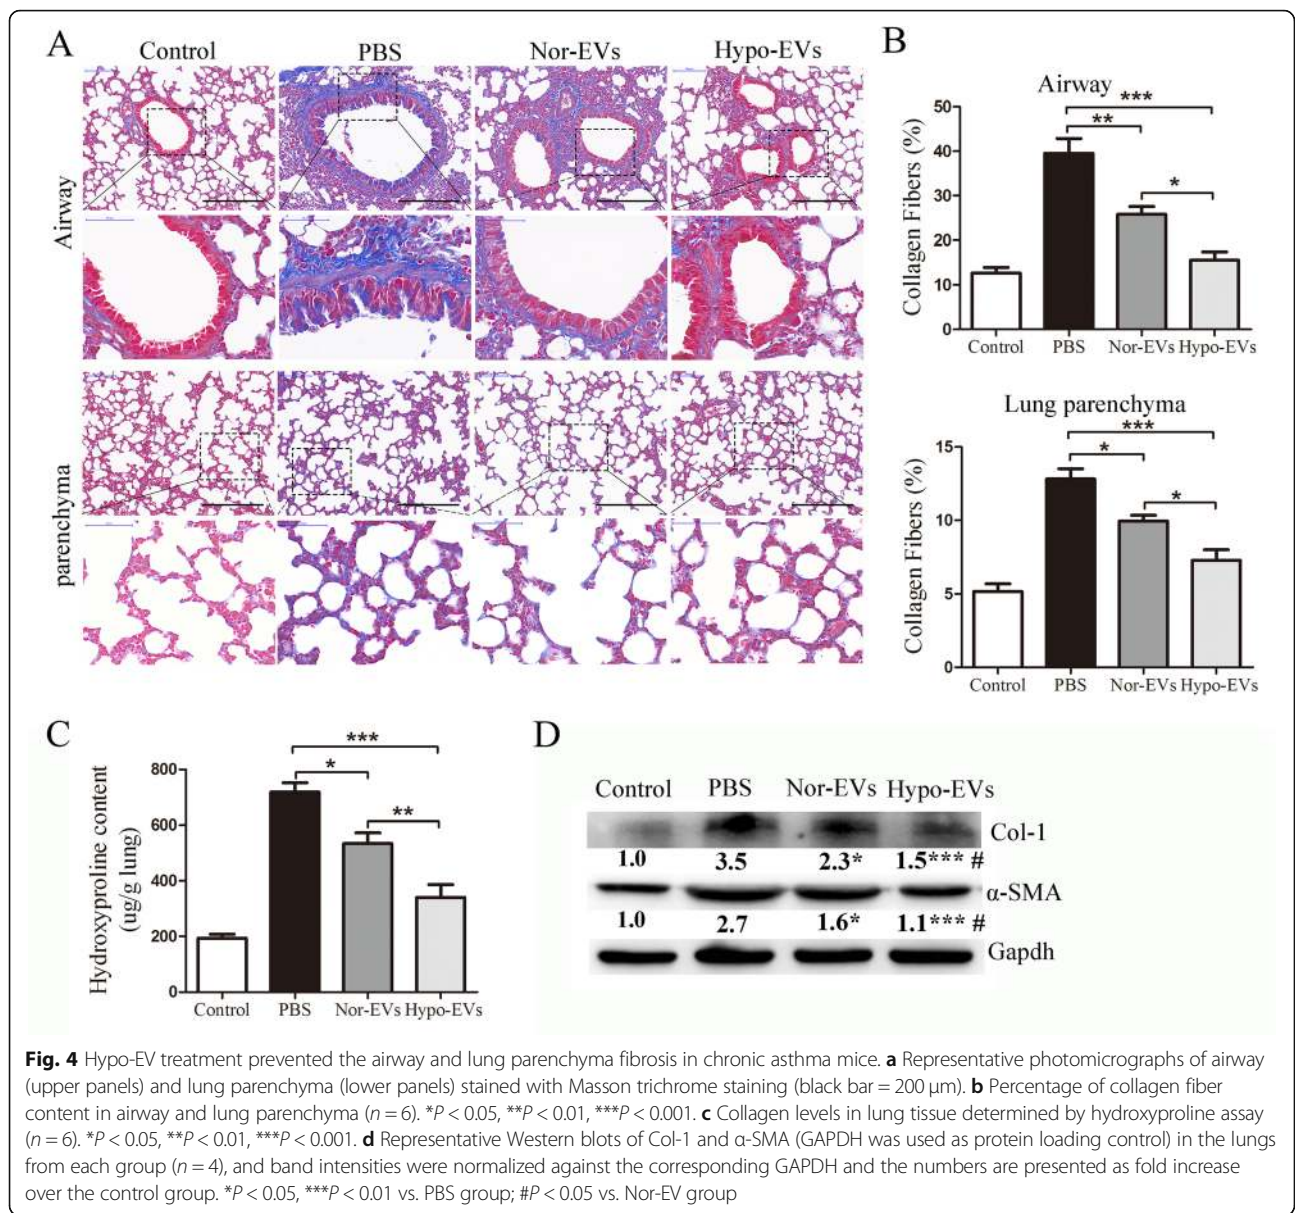 A
Control PBS Nor-EVs Hypo-EVs
Airway
parenchyma
B
Airway
Collagen Fibers (%)
50
40
30
20
10
0
** *** *
Control PBS Nor-EVs Hypo-EVs
Lung parenchyma
Collagen Fibers (%)
15
10
5
0
* *** *
Control PBS Nor-EVs Hypo-EVs
C
Hydroxyproline content
(ug/g lung)
800
600
400
200
0
* *** **
Control PBS Nor-EVs Hypo-EVs
D
Control PBS Nor-EVs Hypo-EVs
Col-1
1.0 3.5 2.3* 1.5*** #
α-SMA
1.0 2.7 1.6* 1.1*** #
Gapdh
Fig. 4 Hypo-EV treatment prevented the airway and lung parenchyma fibrosis in chronic asthma mice. a Representative photomicrographs of airway
(upper panels) and lung parenchyma (lower panels) stained with Masson trichrome staining (black bar = 200 μm). b Percentage of collagen fiber
content in airway and lung parenchyma (n = 6). *P < 0.05, **P < 0.01, ***P < 0.001. c Collagen levels in lung tissue determined by hydroxyproline assay
(n = 6). *P < 0.05, **P < 0.01, ***P < 0.001. d Representative Western blots of Col-1 and α-SMA (GAPDH was used as protein loading control) in the lungs
from each group (n = 4), and band intensities were normalized against the corresponding GAPDH and the numbers are presented as fold increase
over the control group. *P < 0.05, ***P < 0.01 vs. PBS group; #P < 0.05 vs. Nor-EV group